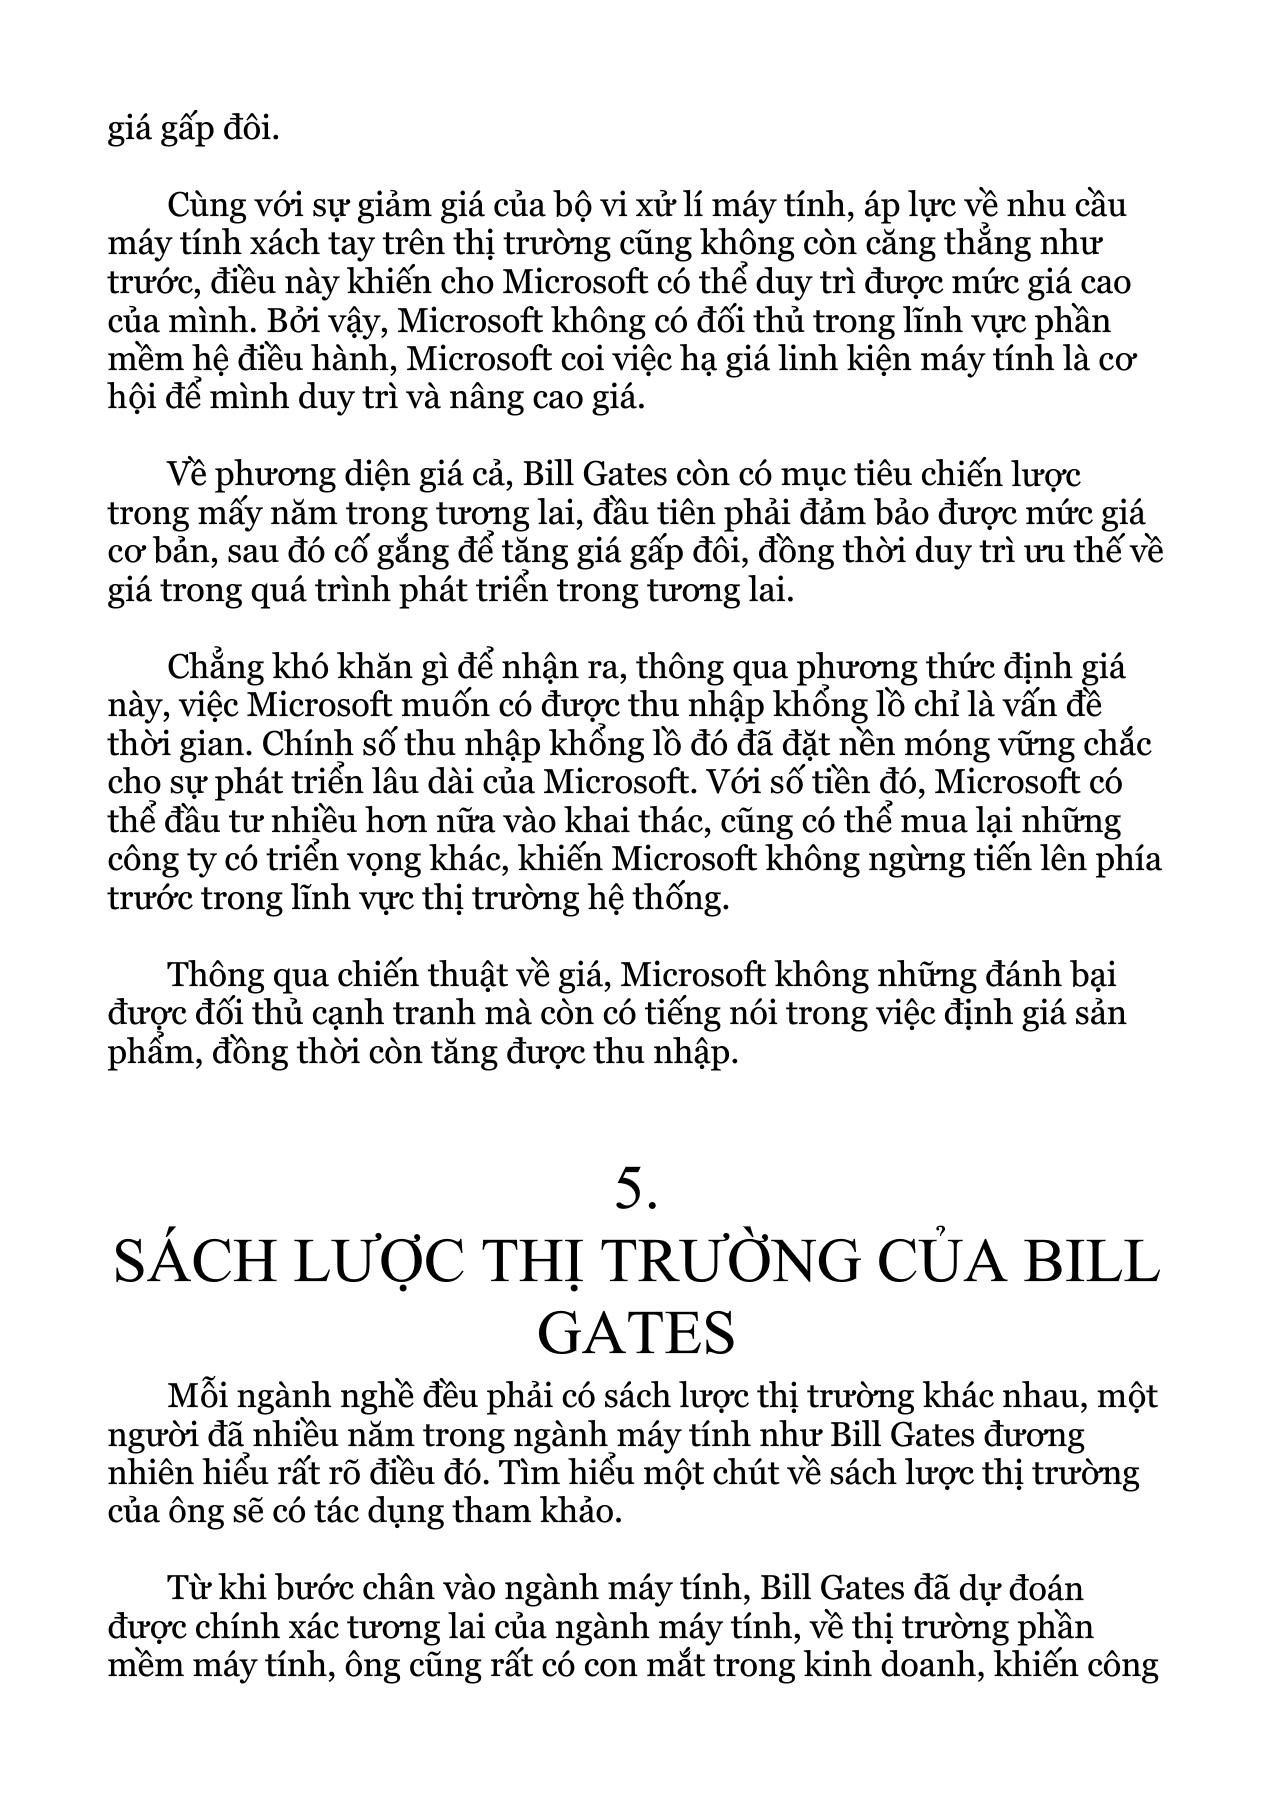 giá gấp đôi.
Cùng với sự giảm giá của bộ vi xử lí máy tính, áp lực về nhu cầu
máy tính xách tay trên thị trường cũng không còn căng thẳng như
trước, điều này khiến cho Microsoft có thể duy trì được mức giá cao
của mình. Bởi vậy, Microsoft không có đối thủ trong lĩnh vực phần
mềm hệ điều hành, Microsoft coi việc hạ giá linh kiện máy tính là cơ
hội để mình duy trì và nâng cao giá.
Về phương diện giá cả, Bill Gates còn có mục tiêu chiến lược
trong mấy năm trong tương lai, đầu tiên phải đảm bảo được mức giá
cơ bản, sau đó cố gắng để tăng giá gấp đôi, đồng thời duy trì ưu thế về
giá trong quá trình phát triển trong tương lai.
Chẳng khó khăn gì để nhận ra, thông qua phương thức định giá
này, việc Microsoft muốn có được thu nhập khổng lồ chỉ là vấn đề
thời gian. Chính số thu nhập khổng lồ đó đã đặt nền móng vững chắc
cho sự phát triển lâu dài của Microsoft. Với số tiền đó, Microsoft có
thể đầu tư nhiều hơn nữa vào khai thác, cũng có thể mua lại những
công ty có triển vọng khác, khiến Microsoft không ngừng tiến lên phía
trước trong lĩnh vực thị trường hệ thống.
Thông qua chiến thuật về giá, Microsoft không những đánh bại
được đối thủ cạnh tranh mà còn có tiếng nói trong việc định giá sản
phẩm, đồng thời còn tăng được thu nhập.
5.
SÁCH LƯỢC THỊ TRƯỜNG CỦA BILL
GATES
Mỗi ngành nghề đều phải có sách lược thị trường khác nhau, một
người đã nhiều năm trong ngành máy tính như Bill Gates đương
nhiên hiểu rất rõ điều đó. Tìm hiểu một chút về sách lược thị trường
của ông sẽ có tác dụng tham khảo.
Từ khi bước chân vào ngành máy tính, Bill Gates đã dự đoán
được chính xác tương lai của ngành máy tính, về thị trường phần
mềm máy tính, ông cũng rất có con mắt trong kinh doanh, khiến công